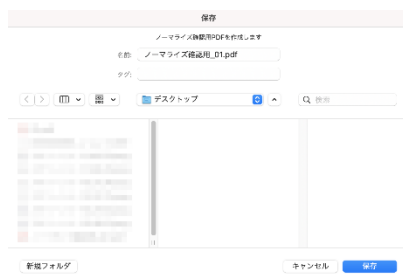 保存
ノーマライズ確認用PDFを作成します
名前: ノーマライズ確認用_01.pdf
タグ:
デスクトップ
検索
新規フォルダ
キャンセル
保存